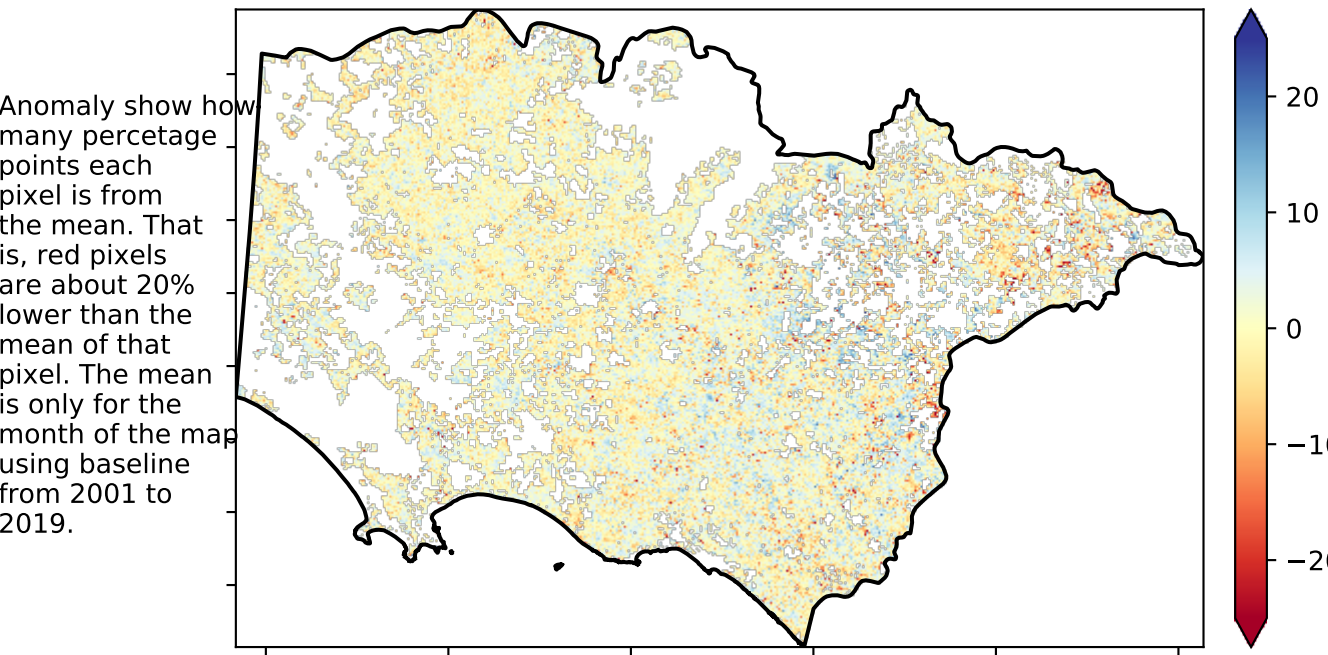 Anomaly show how
many percetage
points each
pixel is from
the mean. That
is, red pixels
are about 20%
lower than the
mean of that
pixel. The mean
is only for the
month of the map
using baseline
from 2001 to
2019.
20
10
0
−10
−20